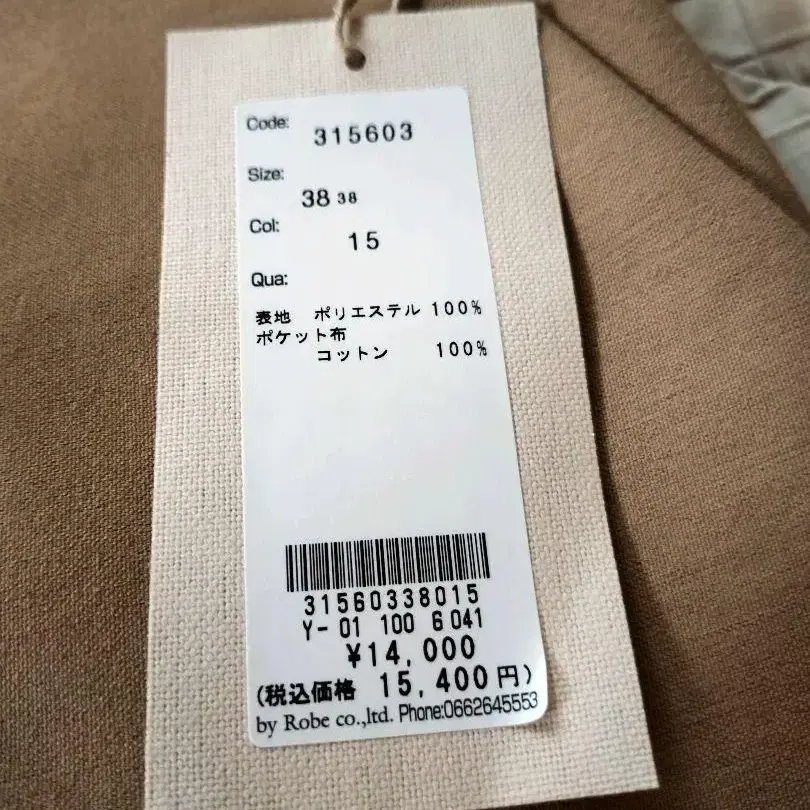 Code:
315603
Size:
38 38
Col:
15
Qua:
表地 ポリエステル 100%
ポケット布
コットン 100%
31560338015
Y- 01 100 6 041
¥14,000
(税込価格 15,400円)
by Robe co.,ltd. Phone:0662645553